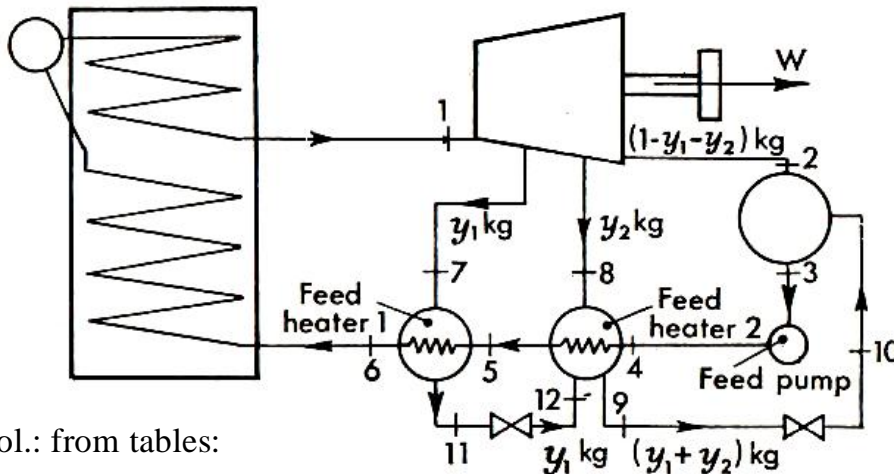 W
1
(1-y₁-y₂) kg
2
y₁ kg
y₂ kg
7
8
3
Feed
heater 1
Feed
heater 2
6
5
4
10
Feed pump
12
9
11
y₁ kg
(y₁+y₂) kg
ol.: from tables: